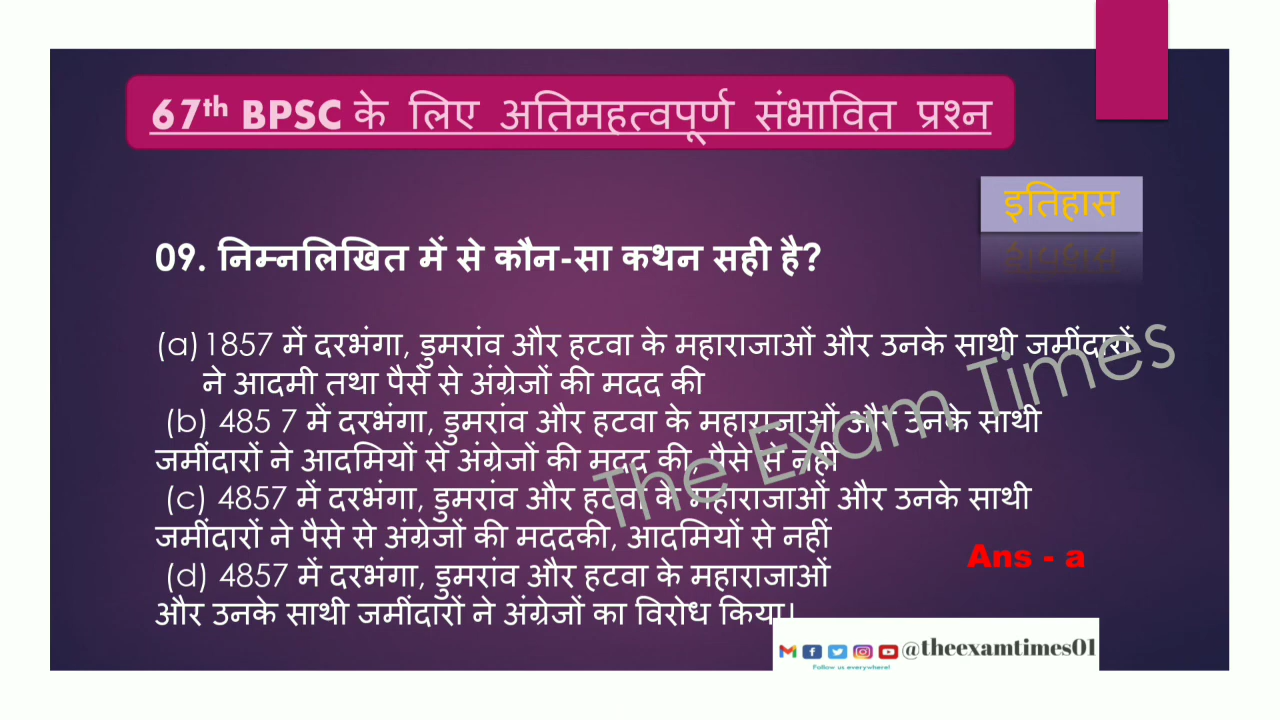 67th BPSC के लिए अतिमहत्वपूर्ण संभावित प्रश्न
इतिहास
09. निम्नलिखित में से कौन-सा कथन सही है?
(a) 1857 में दरभंगा, डुमरांव और हटवा के महाराजाओं और उनके साथी जमींदारों
ने आदमी तथा पैसे से अंग्रेजों की मदद की
(b) 485 7 में दरभंगा, डुमरांव और हटवा के महाराजाओं और उनके साथी
जमींदारों ने आदमियों से अंग्रेजों की मदद की, पैसे से नहीं
(c) 4857 में दरभंगा, डुमरांव और हटवा के महाराजाओं और उनके साथी
जमींदारों ने पैसे से अंग्रेजों की मददकी, आदमियों से नहीं
(d) 4857 में दरभंगा, डुमरांव और हटवा के महाराजाओं
और उनके साथी जमींदारों ने अंग्रेजों का विरोध किया।
The Exam Times
Ans - a
@theexamtimes01
Follow us everywhere!